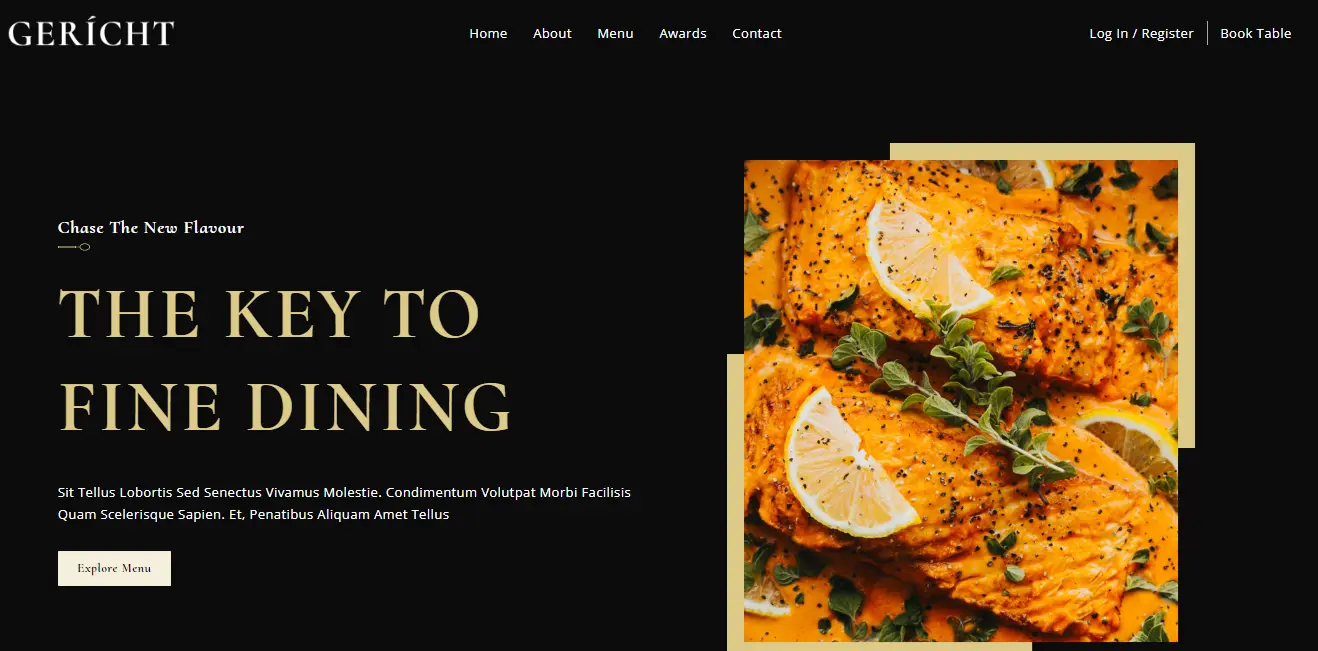 GERÍCHT
Home About Menu Awards Contact
Log In / Register Book Table
Chase The New Flavour
THE KEY TO
FINE DINING
Sit Tellus Lobortis Sed Senectus Vivamus Molestie. Condimentum Volutpat Morbi Facilisis
Quam Scelerisque Sapien. Et, Penatibus Aliquam Amet Tellus
Explore Menu